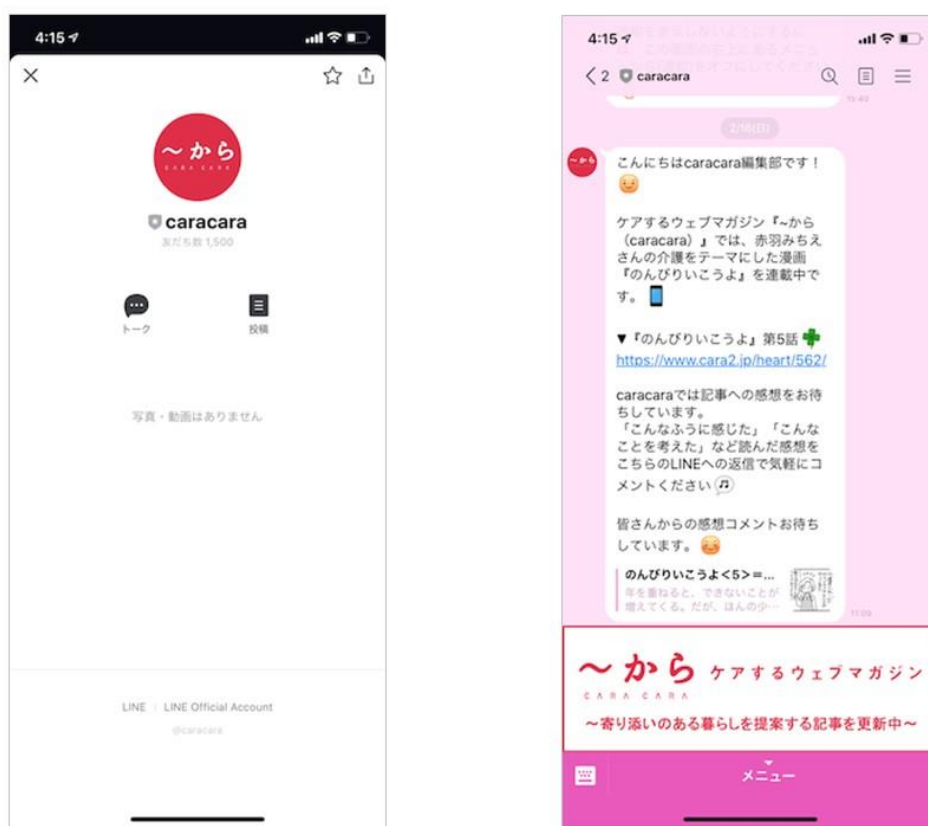 4:15
～から
CARA CARA
caracara
友だち数 1,500
トーク
投稿
写真・動画はありません
LINE | LINE Official Account
@caracara
4:15
2 caracara
10:40
2/16(日)
～から
こんにちはcaracara編集部です！
ケアするウェブマガジン『~から
（caracara）』では、赤羽みちえ
さんの介護をテーマにした漫画
『のんびりいこうよ』を連載中で
す。
▼『のんびりいこうよ』第5話
https://www.cara2.jp/heart/562/
caracaraでは記事への感想をお待
ちしています。
「こんなふうに感じた」「こんな
ことを考えた」など読んだ感想を
こちらのLINEへの返信で気軽にコ
メントください
皆さんからの感想コメントお待ち
しています。
のんびりいこうよ<5>＝...
年を重ねると、できないことが
増えてくる。だが、ほんの少…
11:09
～から ケアするウェブマガジン
CARA CARA
～寄り添いのある暮らしを提案する記事を更新中～
メニュー